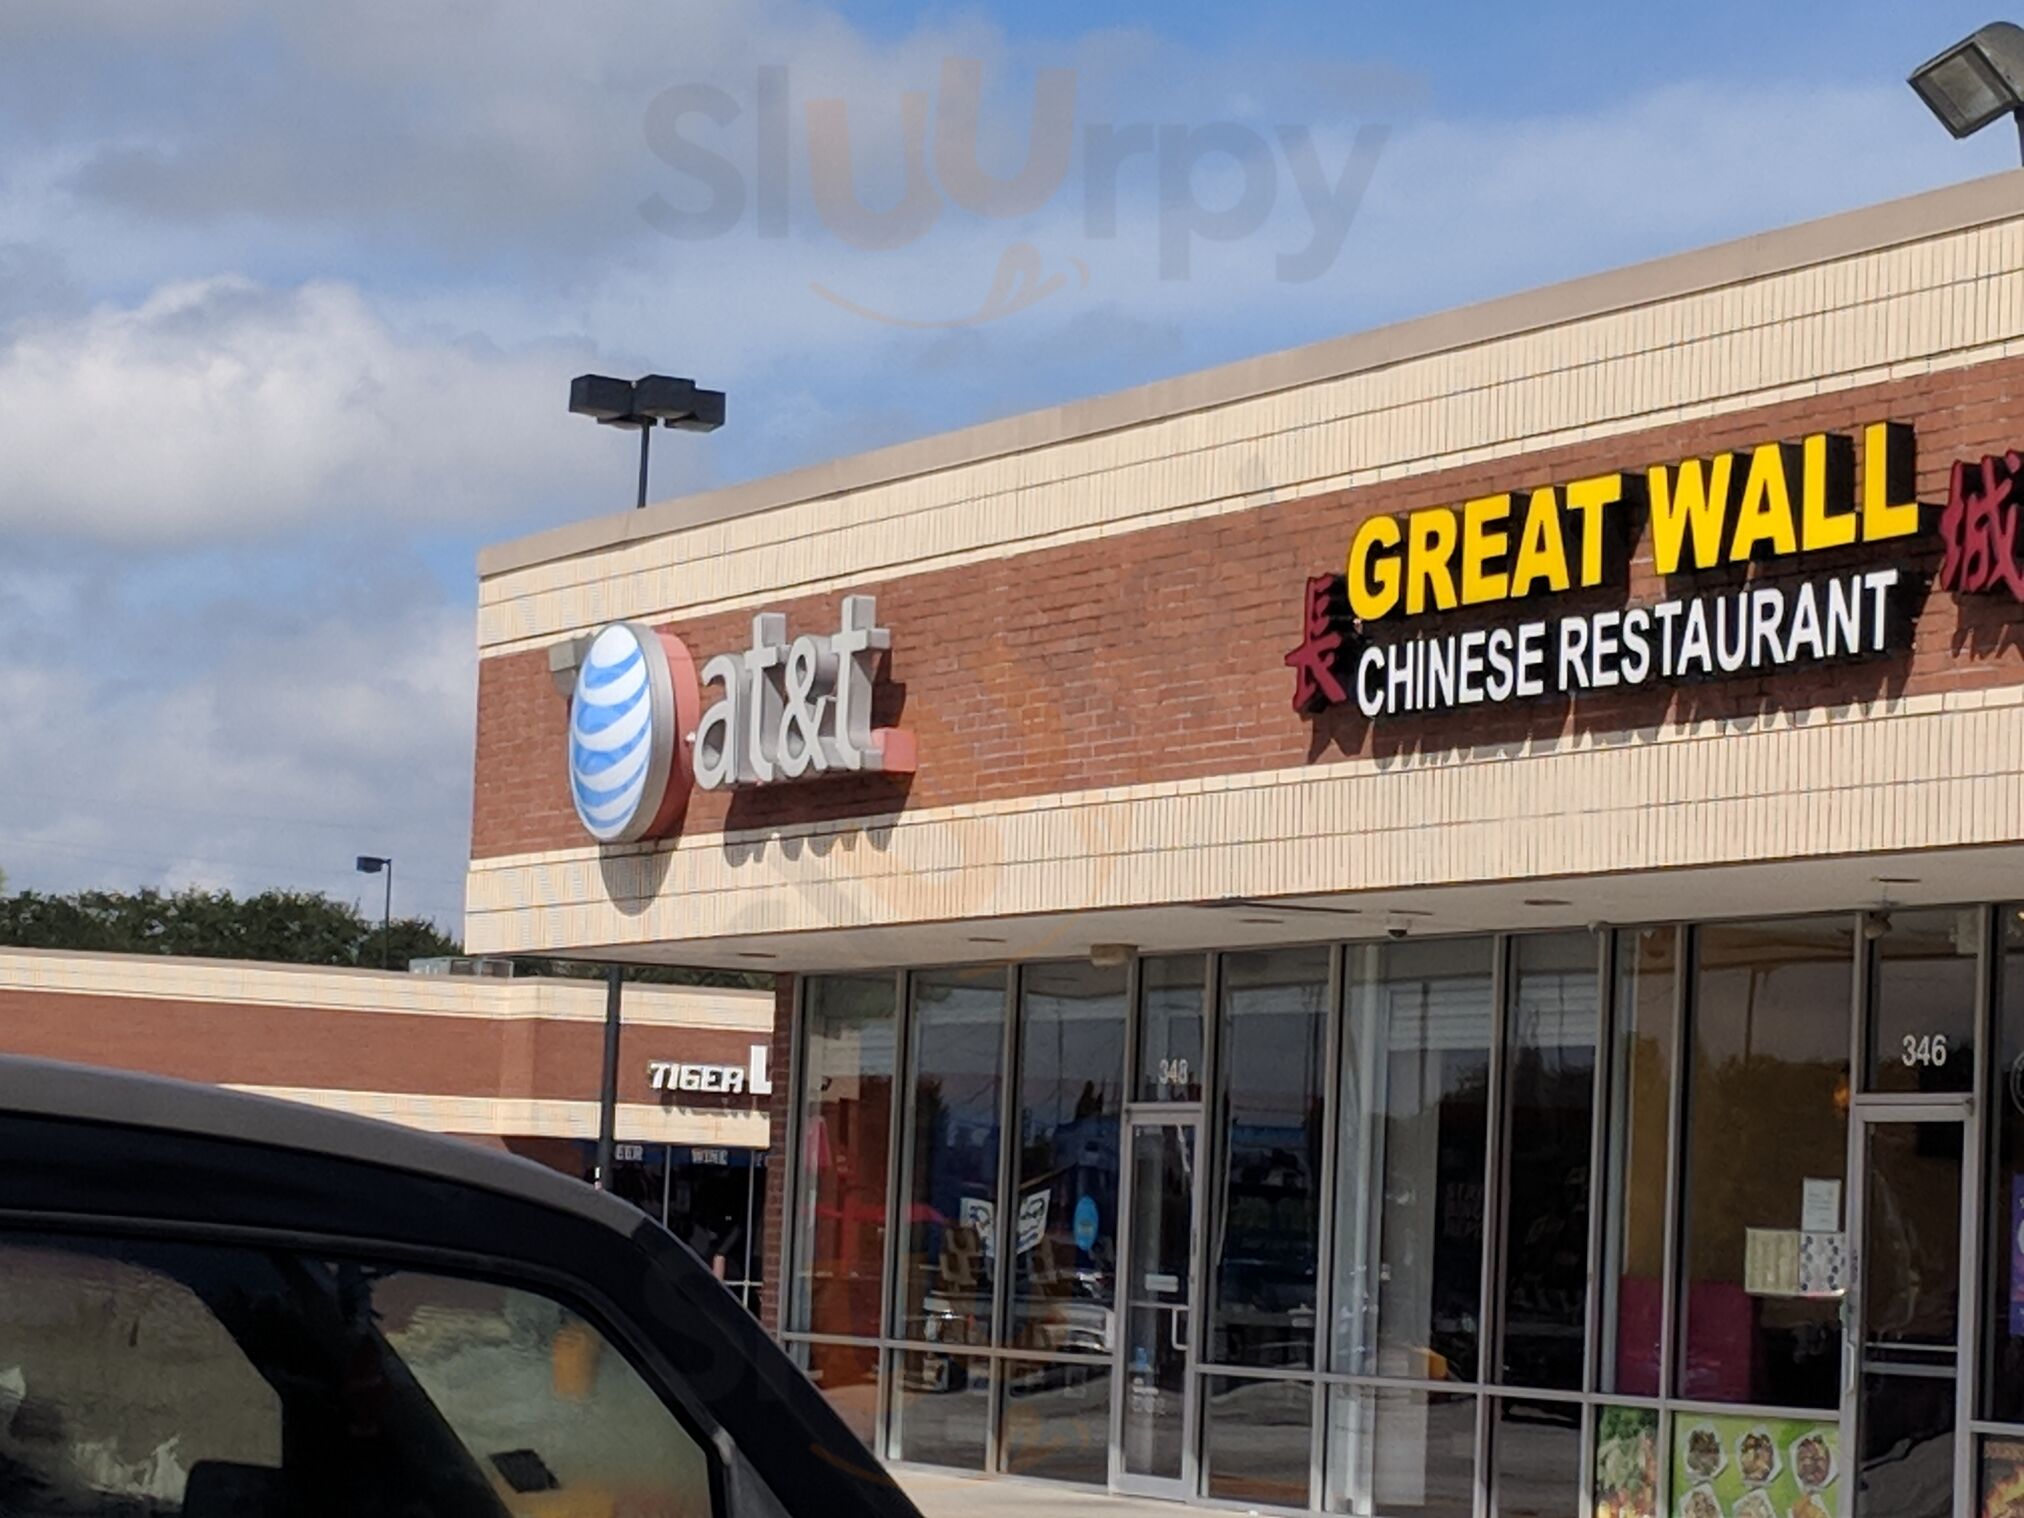 Sluurpy
at&t
長
GREAT WALL
城
CHINESE RESTAURANT
TIGER L
348
346